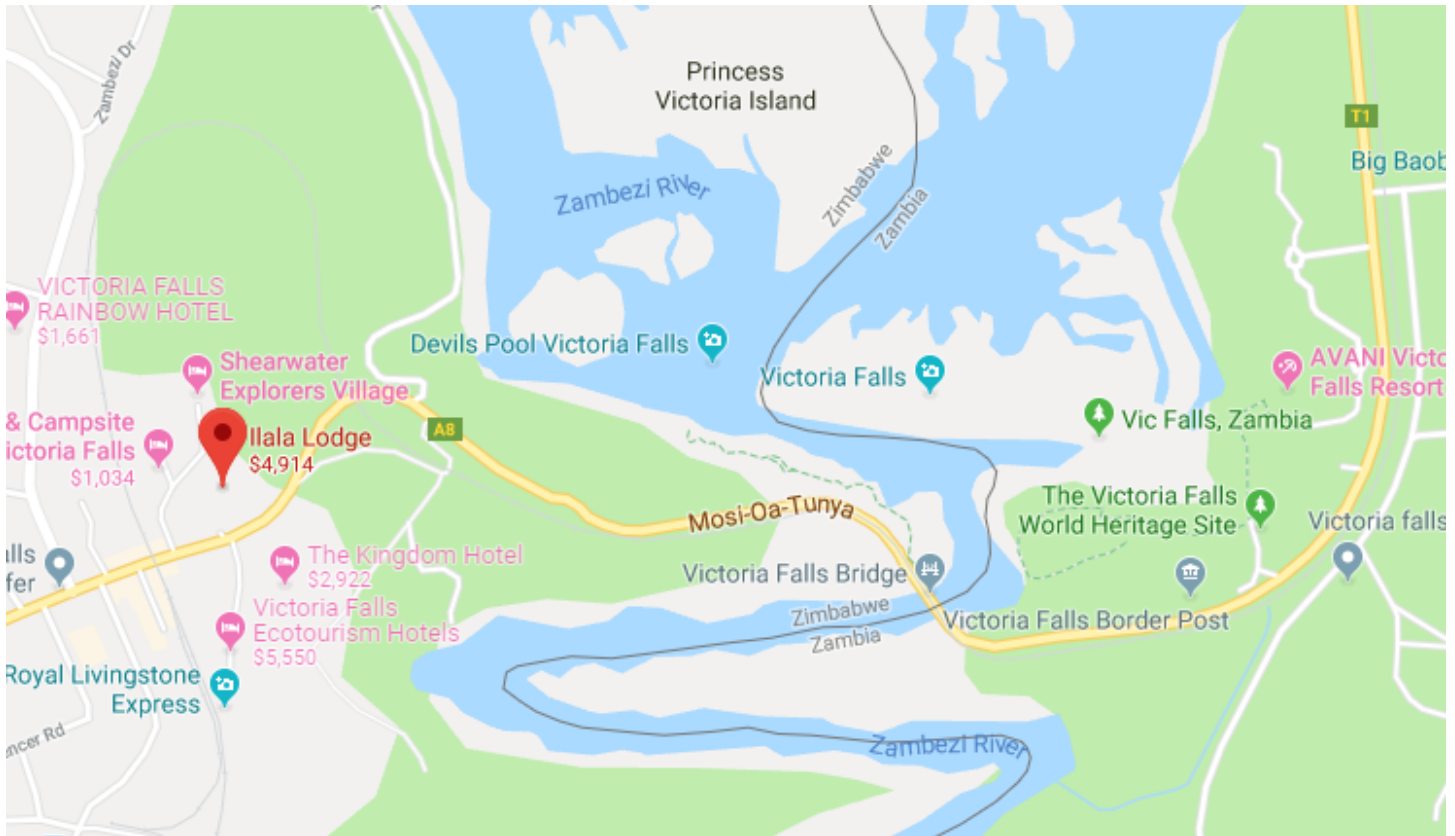 Zambezi Dr
Princess
Victoria Island
T1
Big Baob
Zambezi River
Zimbabwe
Zambia
VICTORIA FALLS
RAINBOW HOTEL
$1,661
Devils Pool Victoria Falls
Shearwater
Explorers Village
Victoria Falls
AVANI Victo
Falls Resort
& Campsite
ictoria Falls
$1,034
Ilala Lodge
$4,914
A8
Vic Falls, Zambia
The Victoria Falls
World Heritage Site
Mosi-Oa-Tunya
Victoria falls
alls
fer
The Kingdom Hotel
$2,922
Victoria Falls Bridge
Victoria Falls
Ecotourism Hotels
$5,550
Zimbabwe
Zambia
Victoria Falls Border Post
Royal Livingstone
Express
encer Rd
Zambezi River